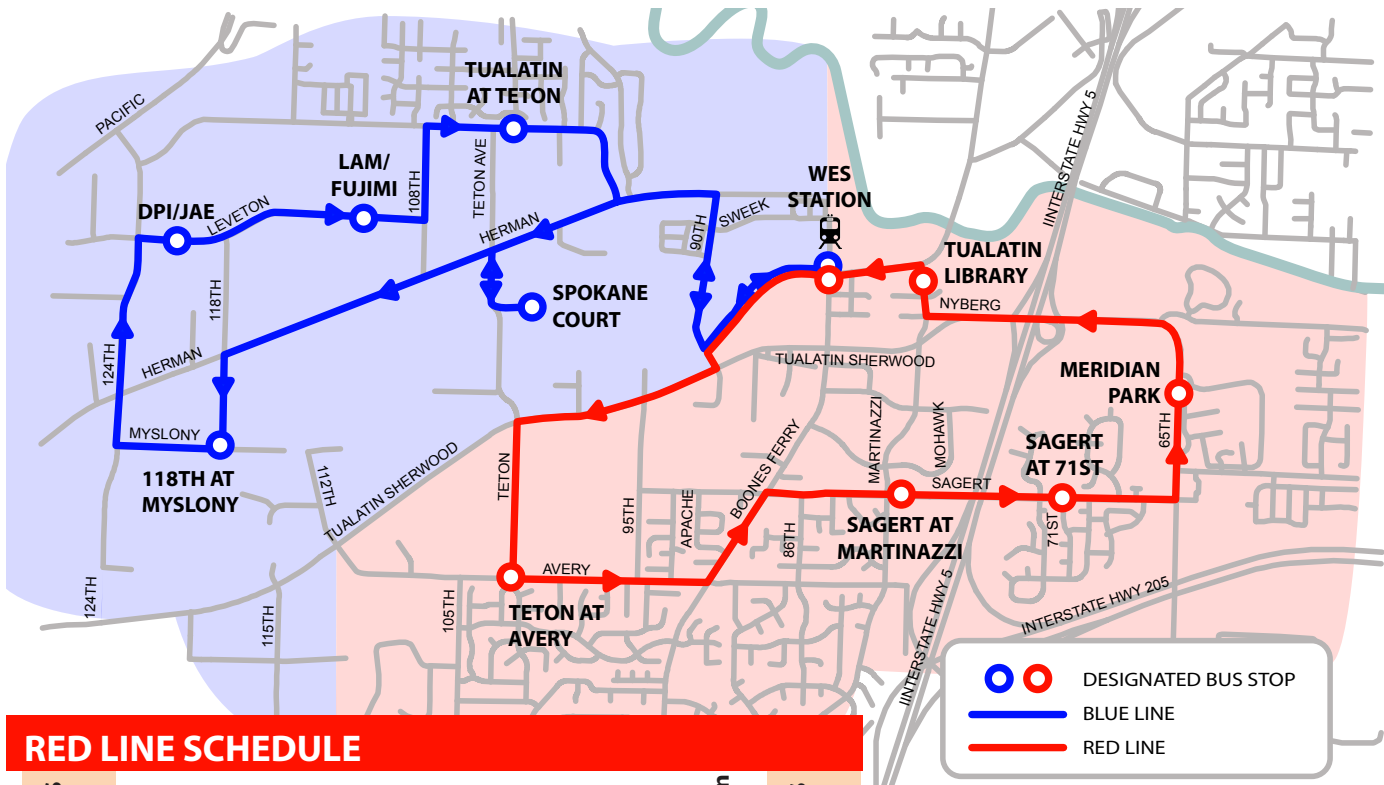 TUALATIN
AT TETON
PACIFIC
IINTERSTATE HWY 5
LAM/
FUJIMI
108TH
TETON AVE
WES
STATION
DPI/JAE
LEVETON
HERMAN
90TH
SWEEK
TUALATIN
LIBRARY
118TH
SPOKANE
COURT
NYBERG
124TH
HERMAN
TUALATIN SHERWOOD
MERIDIAN
PARK
MYSLONY
118TH AT
MYSLONY
112TH
TUALATIN SHERWOOD
TETON
95TH
APACHE
BOONES FERRY
86TH
MARTINAZZI
MOHAWK
SAGERT
SAGERT
AT 71ST
65TH
71ST
SAGERT AT
MARTINAZZI
AVERY
TETON AT
AVERY
124TH
115TH
105TH
IINTERSTATE HWY 5
INTERSTATE HWY 205
DESIGNATED BUS STOP
BLUE LINE
RED LINE
RED LINE SCHEDULE